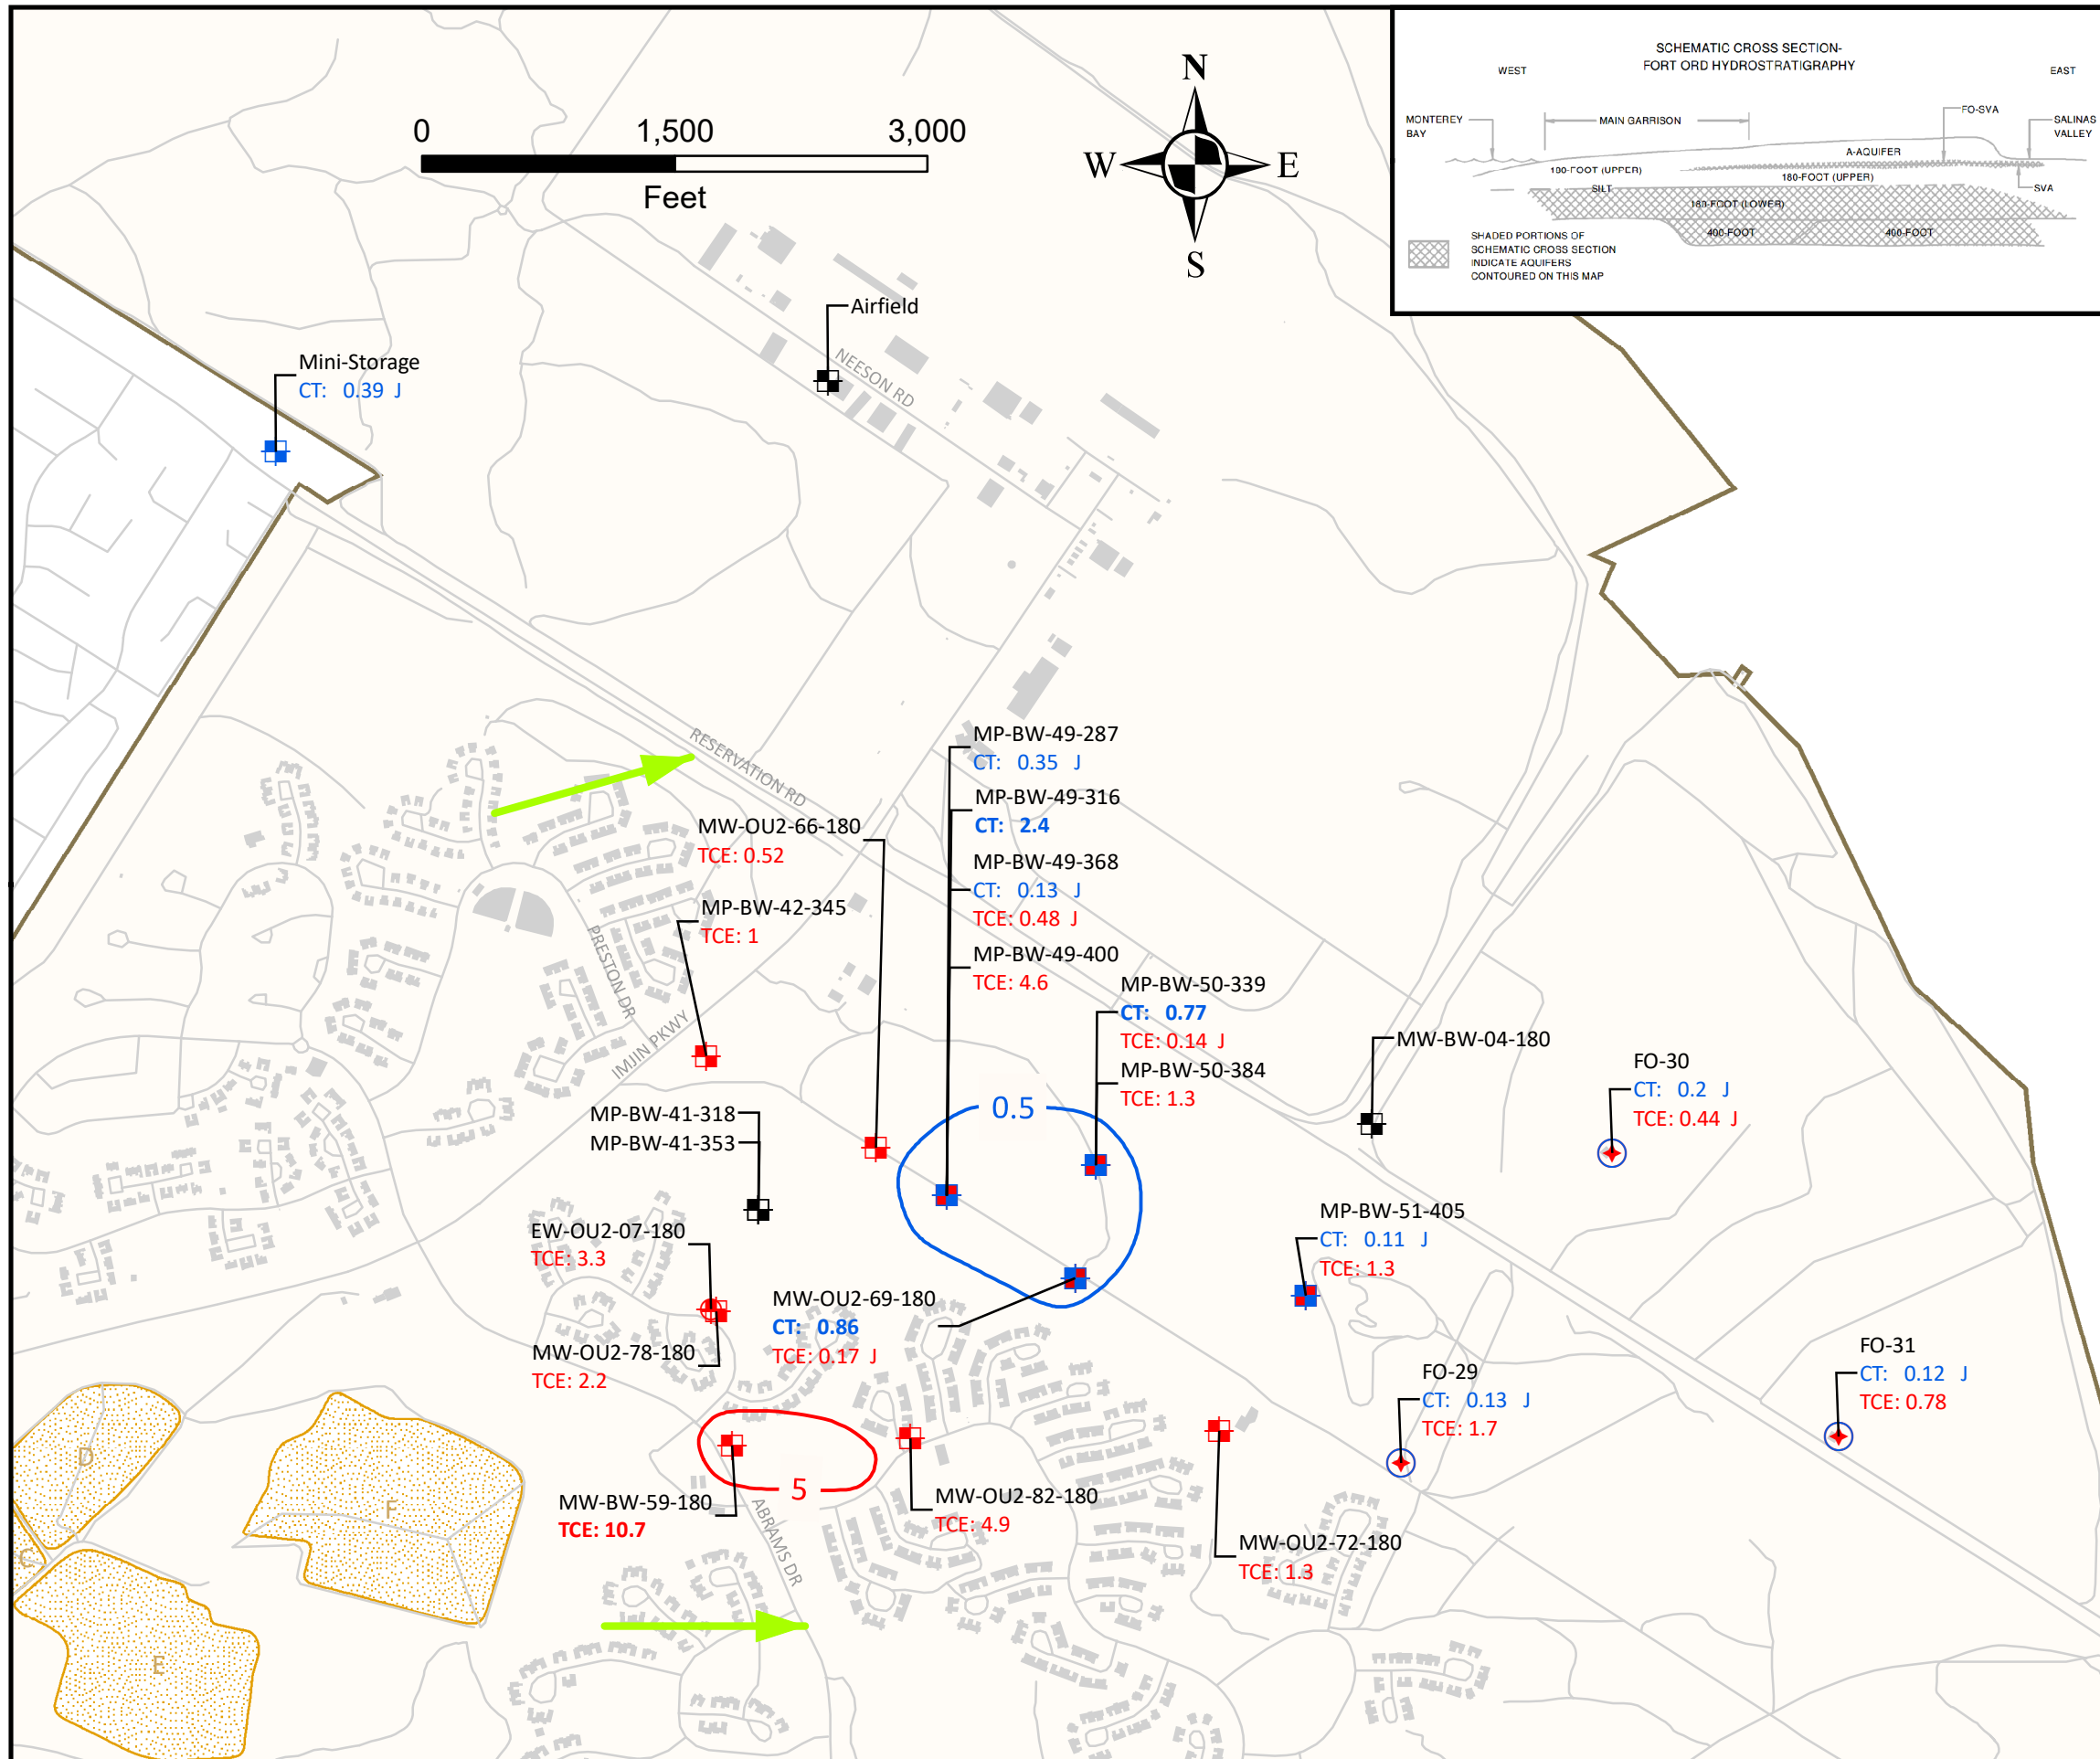 SCHEMATIC CROSS SECTION-
FORT ORD HYDROSTRATIGRAPHY
WEST
EAST
MONTEREY
BAY
MAIN GARRISON
FO-SVA
SALINAS
VALLEY
A-AQUIFER
180-FOOT (UPPER)
180-FOOT (UPPER)
SILT
SVA
180-FOOT (LOWER)
400-FOOT
400-FOOT
SHADED PORTIONS OF
SCHEMATIC CROSS SECTION
INDICATE AQUIFERS
CONTOURED ON THIS MAP
0 1,500 3,000
Feet
N
W E
S
Airfield
Mini-Storage
CT: 0.39 J
NEESON RD
RESERVATION RD
MP-BW-49-287
CT: 0.35 J
MP-BW-49-316
CT: 2.4
MP-BW-49-368
CT: 0.13 J
TCE: 0.48 J
MP-BW-49-400
TCE: 4.6
MW-OU2-66-180
TCE: 0.52
MP-BW-42-345
TCE: 1
PRESTON DR
IMJIN PKWY
MP-BW-50-339
CT: 0.77
TCE: 0.14 J
MP-BW-50-384
TCE: 1.3
MW-BW-04-180
FO-30
CT: 0.2 J
TCE: 0.44 J
0.5
MP-BW-41-318
MP-BW-41-353
EW-OU2-07-180
TCE: 3.3
MW-OU2-78-180
TCE: 2.2
MW-OU2-69-180
CT: 0.86
TCE: 0.17 J
MP-BW-51-405
CT: 0.11 J
TCE: 1.3
FO-29
CT: 0.13 J
TCE: 1.7
FO-31
CT: 0.12 J
TCE: 0.78
5
MW-BW-59-180
TCE: 10.7
ABRAMS DR
MW-OU2-82-180
TCE: 4.9
MW-OU2-72-180
TCE: 1.3
D
F
C
E